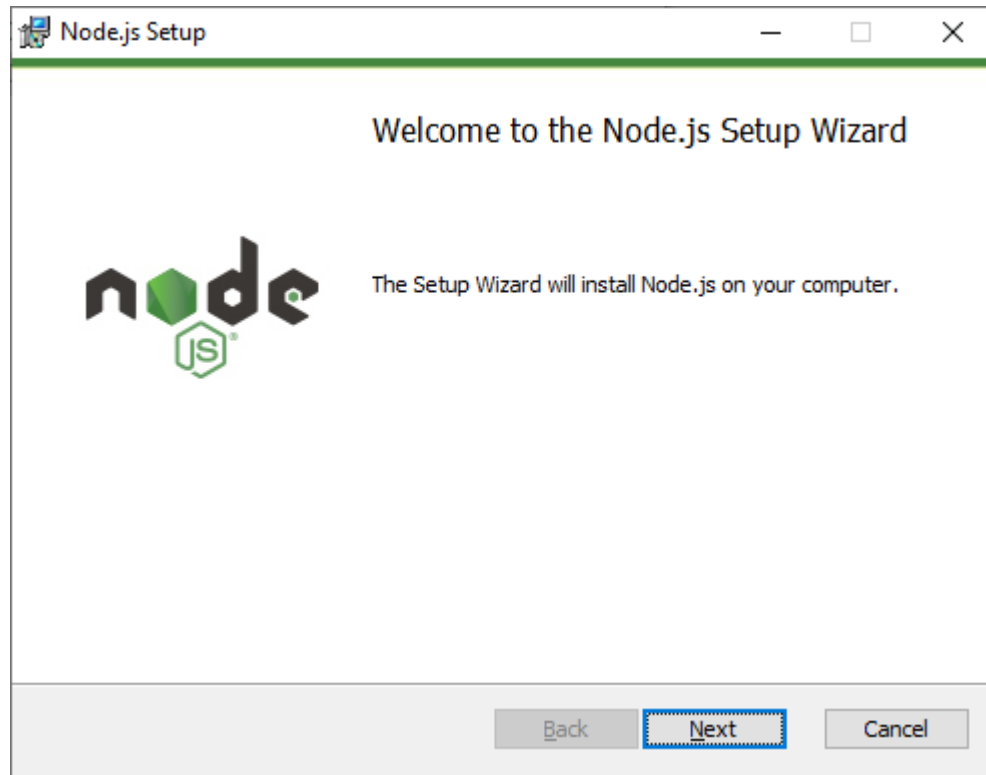 Node.js Setup
Welcome to the Node.js Setup Wizard
node
JS®
The Setup Wizard will install Node.js on your computer.
Back Next Cancel